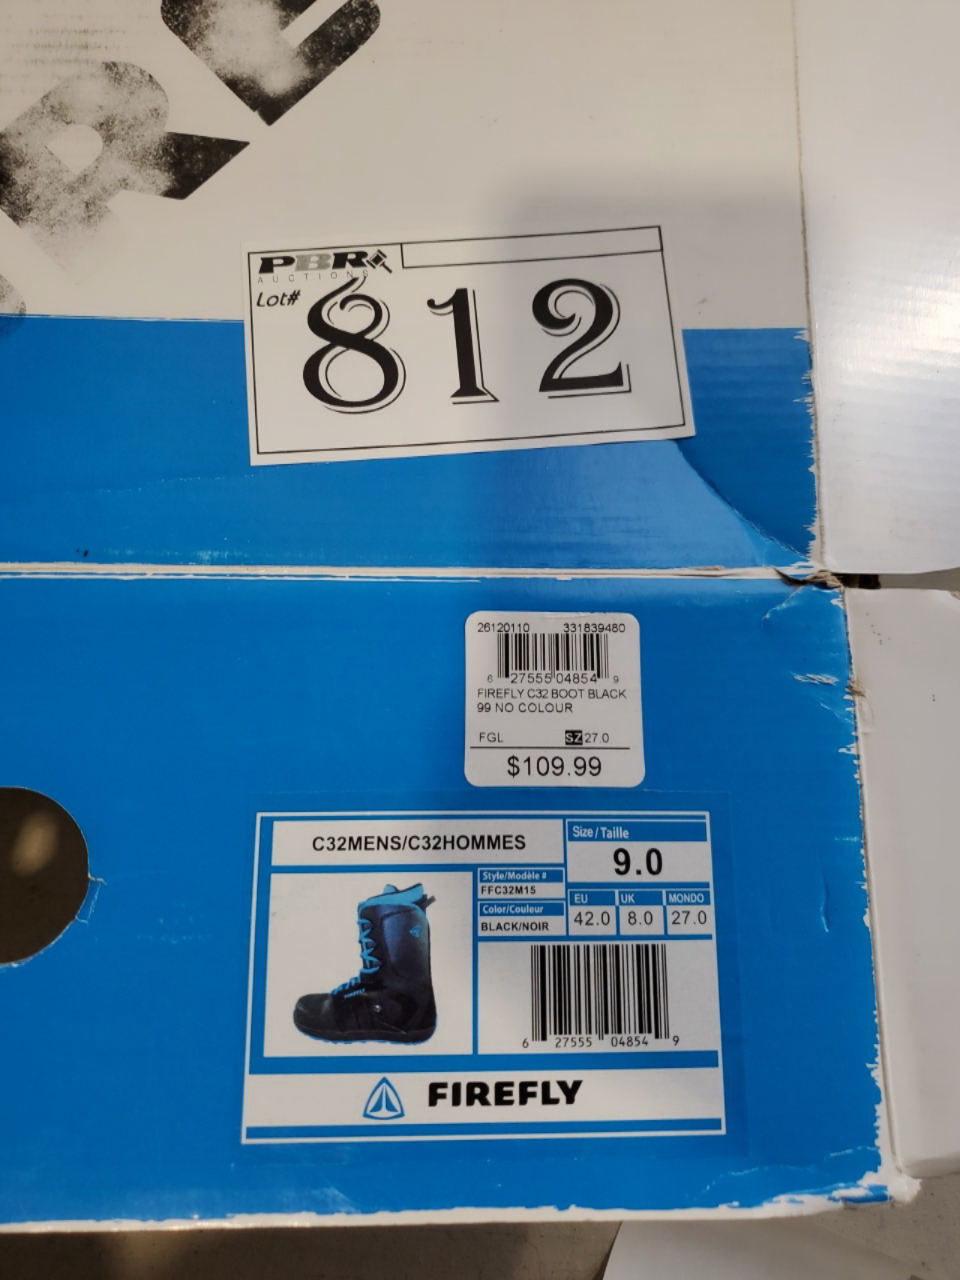 PBR
AUCTIONS
Lot#
812
26120110 331839480
6 27555 04854 9
FIREFLY C32 BOOT BLACK
99 NO COLOUR
FGL SZ 27.0
$109.99
C32MENS/C32HOMMES
Size/Taille
9.0
Style/Modèle #
FFC32M15
Color/Couleur
BLACK/NOIR
EU UK MONDO
42.0 8.0 27.0
6 27555 04854 9
FIREFLY